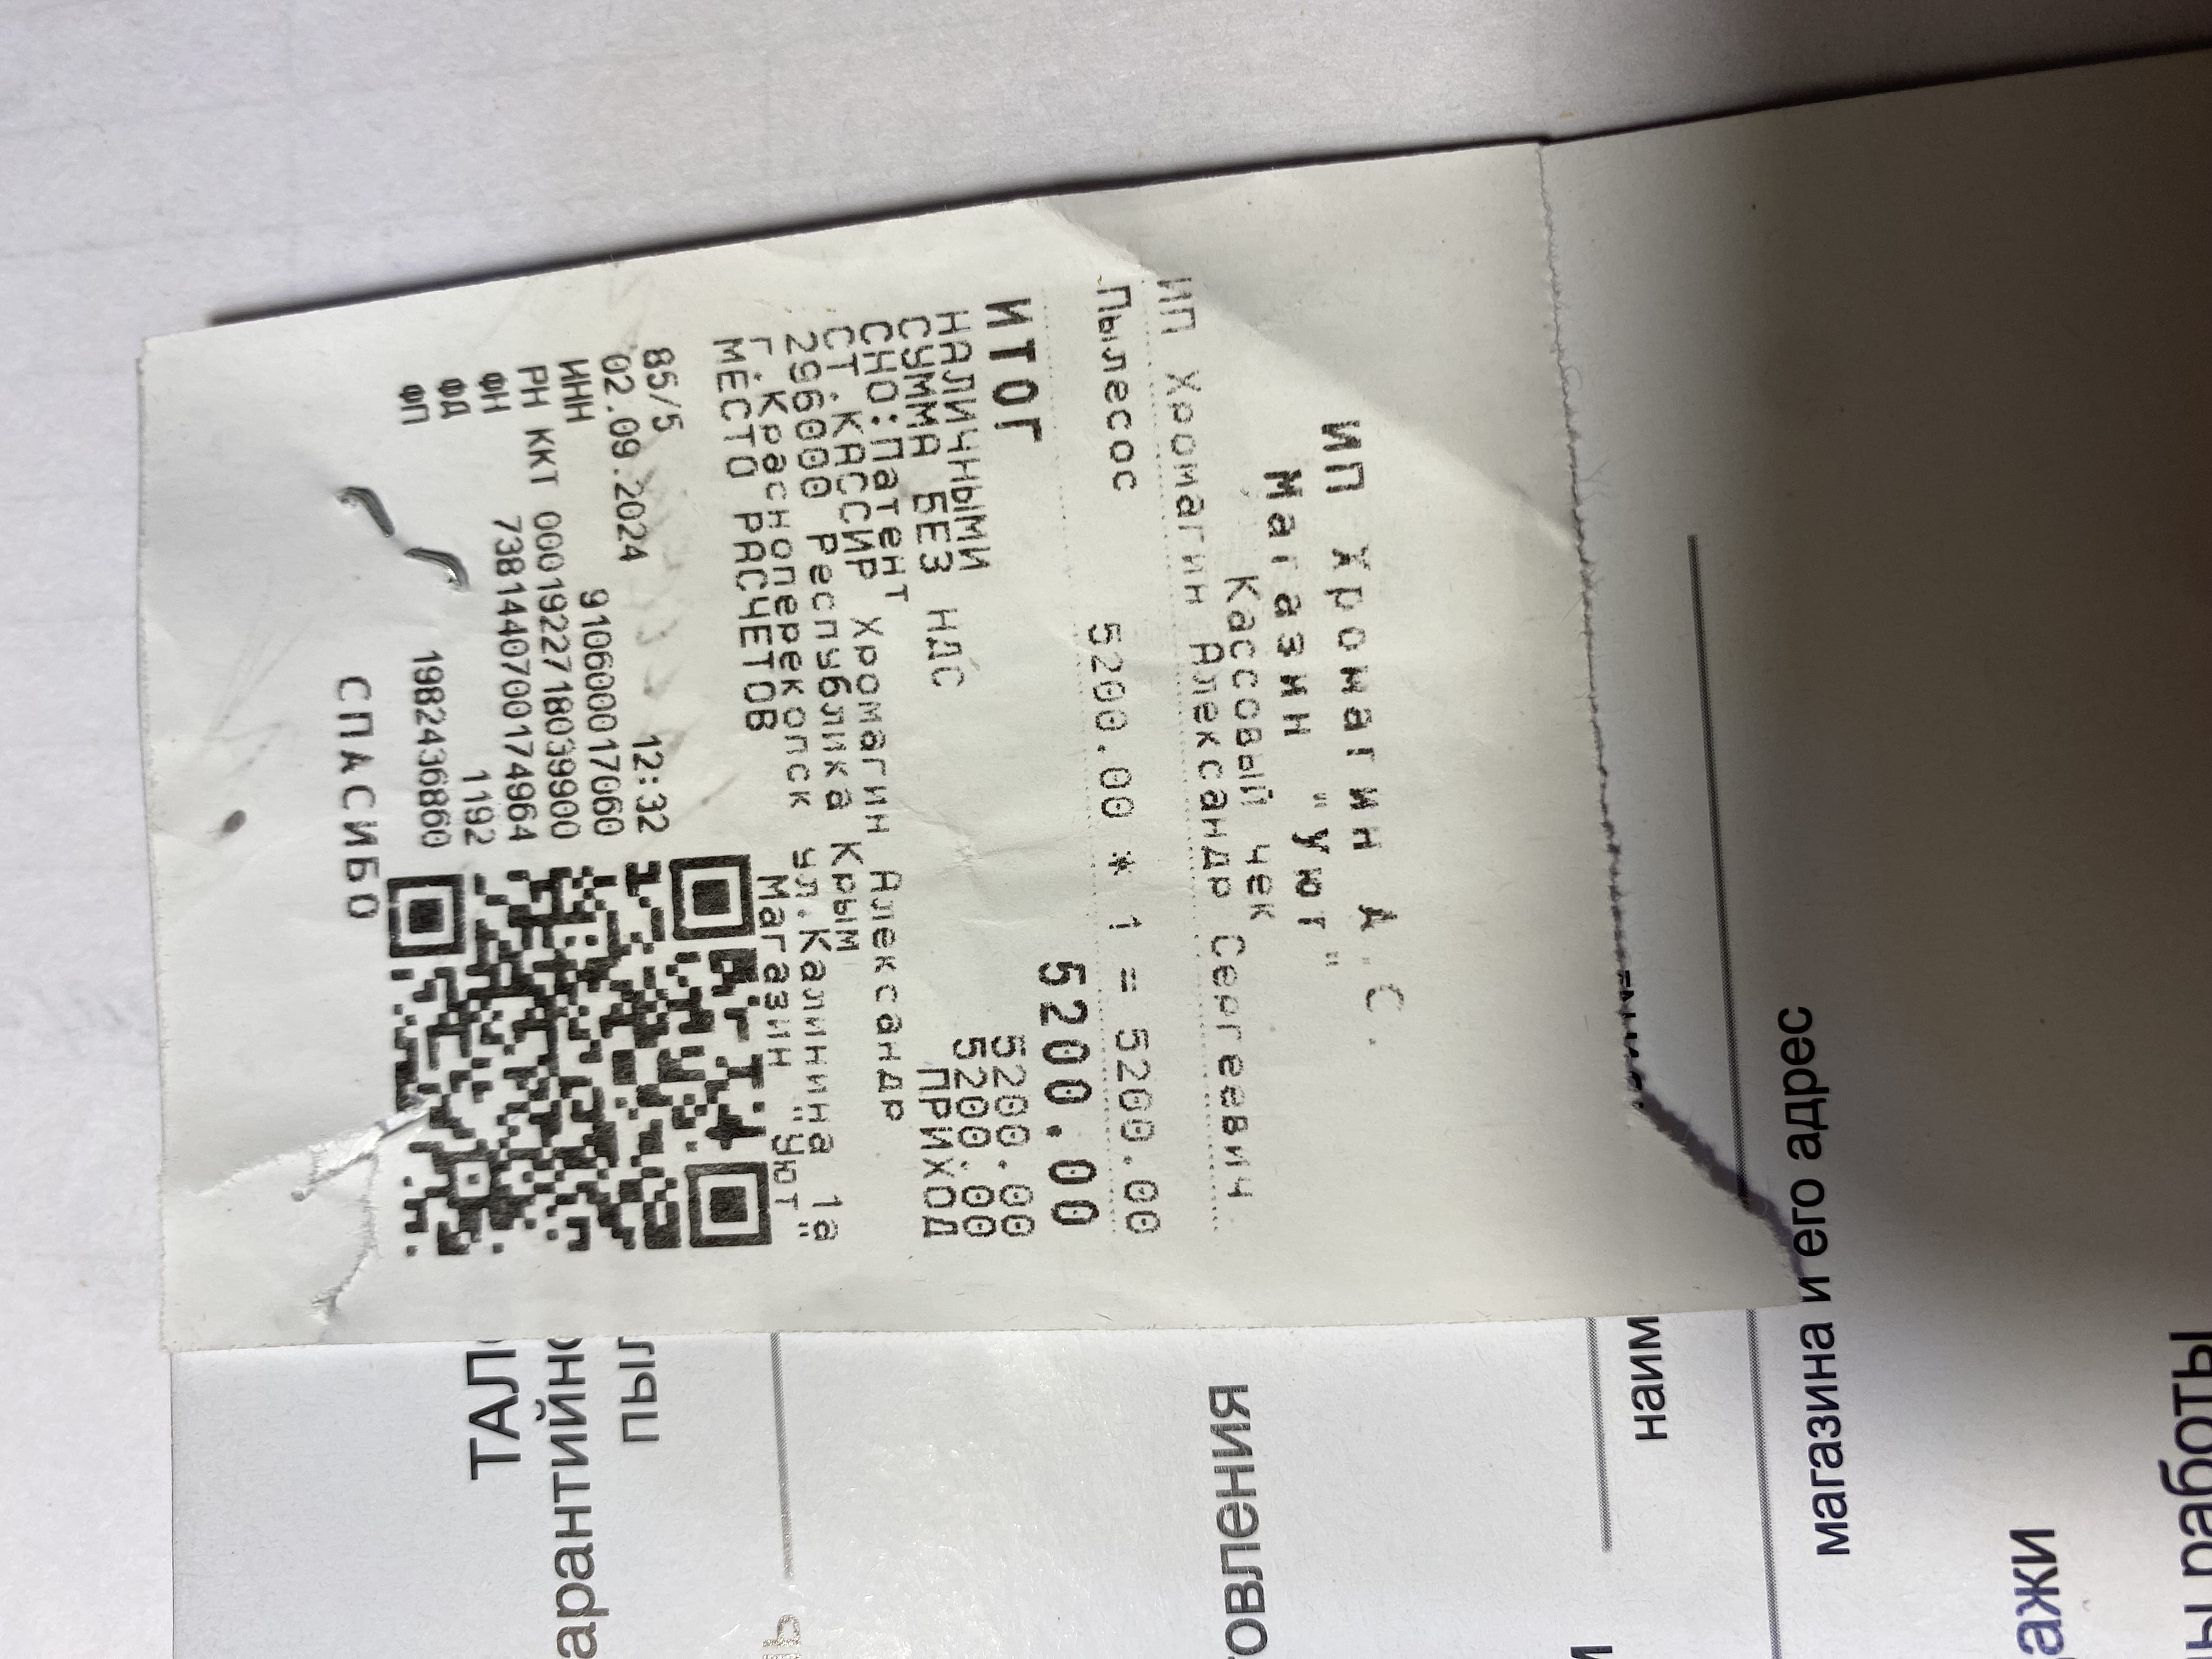 ИП Хромагин А.С.
Магазин "Уют"
Кассовый чек
ИП Хромагин Александр Сергеевич
Пылесос
5200.00 * 1 = 5200.00
ИТОГ 5200.00
НАЛИЧНЫМИ 5200.00
СУММА БЕЗ НДС 5200.00
СНО:Патент ПРИХОД
СТ.КАССИР Хромагин Александр
296000 Республика Крым
г.Красноперекопск ул.Калинина 1а
МЕСТО РАСЧЕТОВ Магазин "Уют"
85/5
02.09.2024 12:32
ИНН 910600017060
РН ККТ 0001922718039900
ФН 7381440700174964
ФД 1192
ФП 1982436860
СПАСИБО
ТАЛО
арантийно
пыл
овления
наим
магазина и его адрес
ажи
ы работы